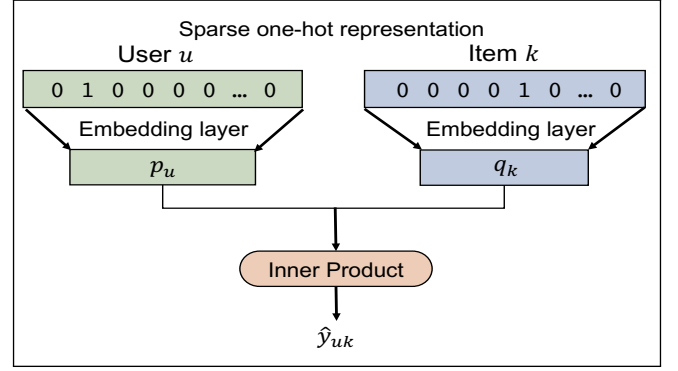 Sparse one-hot representation
User u Item k
0 1 0 0 0 0 ... 0 0 0 0 0 1 0 ... 0
Embedding layer Embedding layer
p_u q_k
Inner Product
ŷ_uk